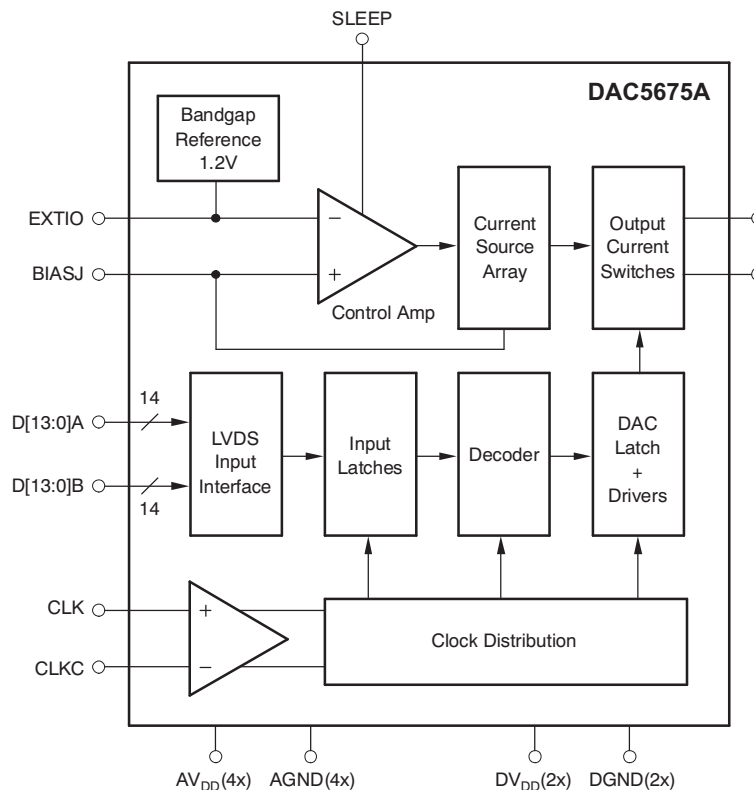 SLEEP
DAC5675A
Bandgap
Reference
1.2V
EXTIO
−
Current
Source
Array
Output
Current
Switches
BIASJ
+
Control Amp
D[13:0]A
14
LVDS
Input
Interface
Input
Latches
Decoder
DAC
Latch
+
Drivers
D[13:0]B
14
CLK
+
Clock Distribution
CLKC
−
AVDD(4x)
AGND(4x)
DVDD(2x)
DGND(2x)